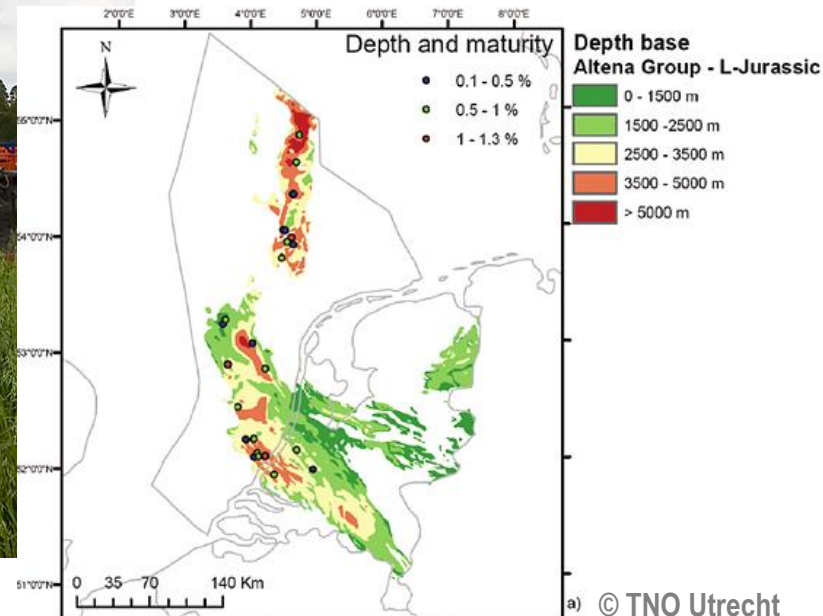 2°0'0"E 3°0'0"E 4°0'0"E 5°0'0"E 6°0'0"E 7°0'0"E 8°0'0"E
N
Depth and maturity
0.1 - 0.5 %
0.5 - 1 %
1 - 1.3 %
Depth base
Altena Group - L-Jurassic
0 - 1500 m
1500 -2500 m
2500 - 3500 m
3500 - 5000 m
> 5000 m
55°0'0"N
54°0'0"N
53°0'0"N
52°0'0"N
51°0'0"N
0 35 70 140 Km
a)
© TNO Utrecht